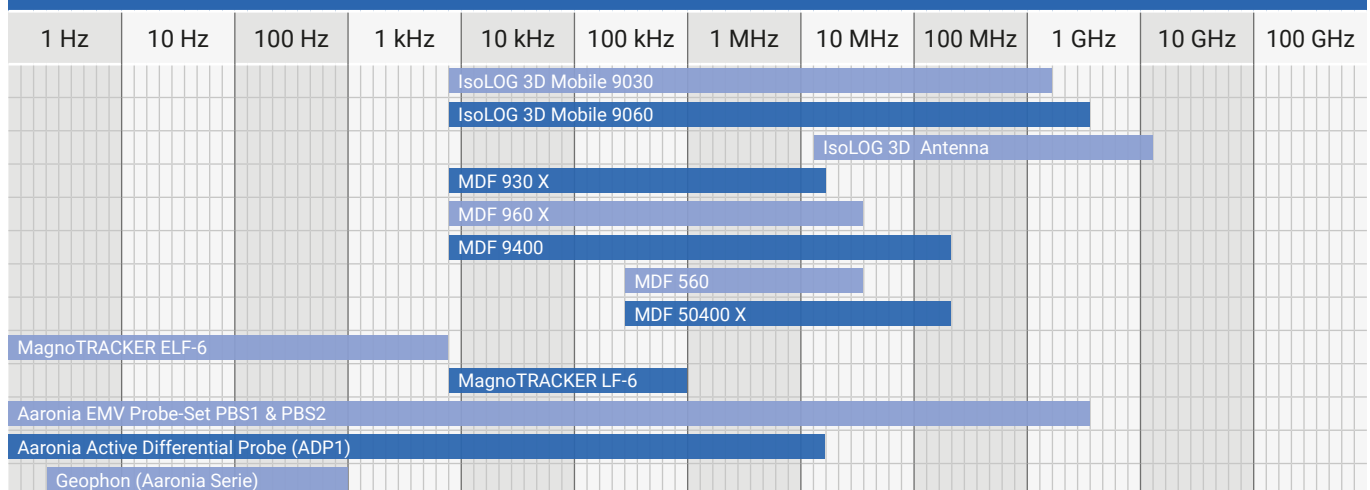 1 Hz 10 Hz 100 Hz 1 kHz 10 kHz 100 kHz 1 MHz 10 MHz 100 MHz 1 GHz 10 GHz 100 GHz
IsoLOG 3D Mobile 9030
IsoLOG 3D Mobile 9060
IsoLOG 3D Antenna
MDF 930 X
MDF 960 X
MDF 9400
MDF 560
MDF 50400 X
MagnoTRACKER ELF-6
MagnoTRACKER LF-6
Aaronia EMV Probe-Set PBS1 & PBS2
Aaronia Active Differential Probe (ADP1)
Geophon (Aaronia Serie)